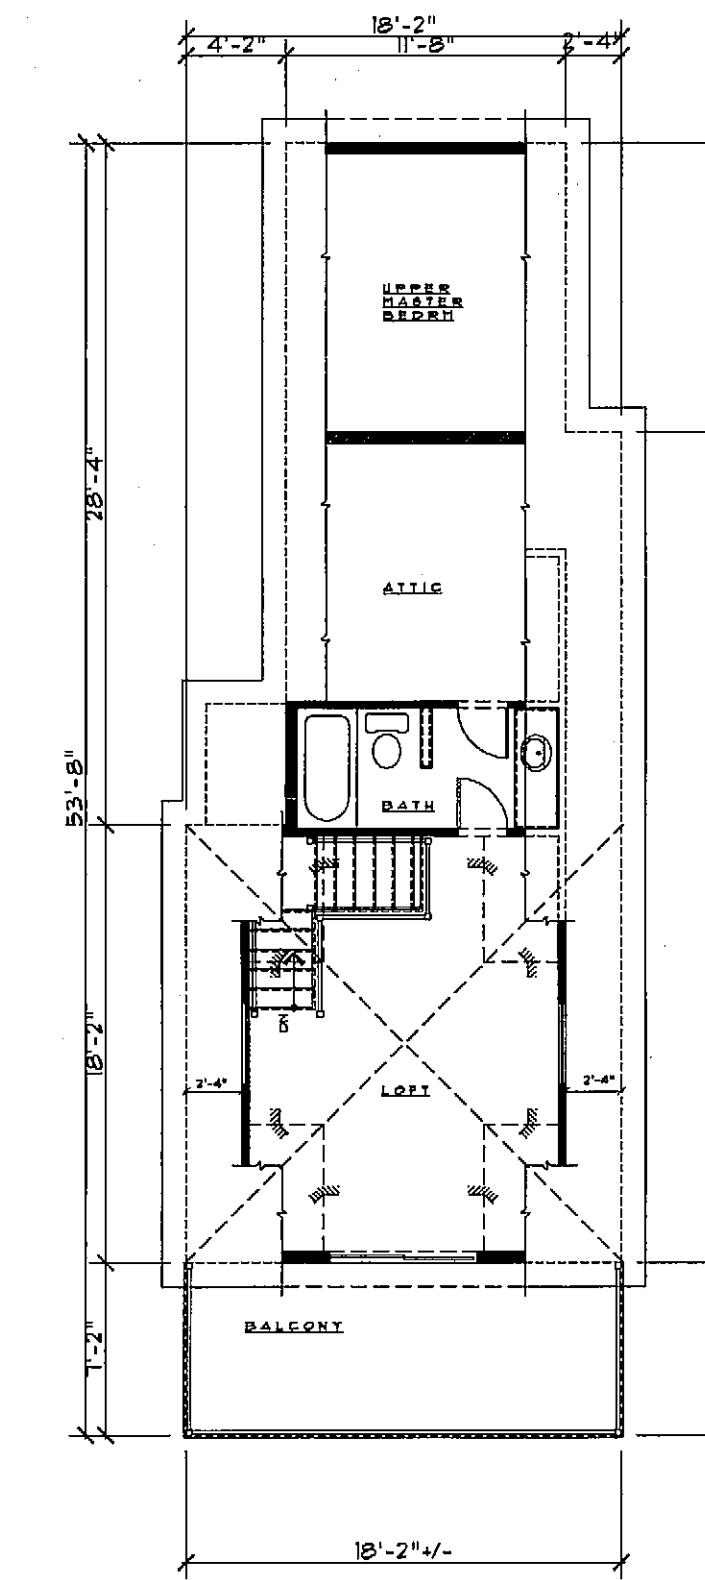 18'-2"
4'-2" 11'-8" 2'-4"
UPPER
MASTER
BEDRM
28'-4"
ATTIC
53'-8"
BATH
DN
18'-2"
2'-4" LOFT 2'-4"
BALCONY
7'-2"
18'-2"+/-